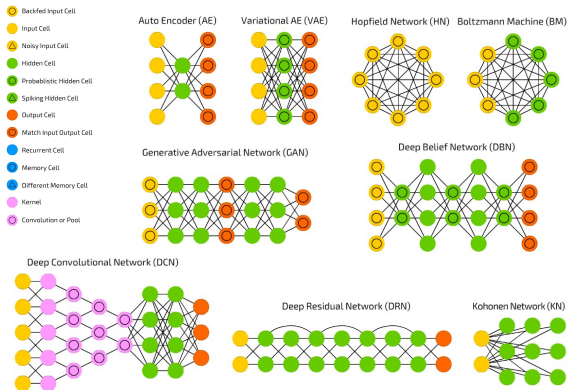 Backfed Input Cell
Input Cell
Noisy Input Cell
Hidden Cell
Probablistic Hidden Cell
Spiking Hidden Cell
Output Cell
Match Input Output Cell
Recurrent Cell
Memory Cell
Different Memory Cell
Kernel
Convolution or Pool
Auto Encoder (AE)
Variational AE (VAE)
Hopfield Network (HN)
Boltzmann Machine (BM)
Generative Adversarial Network (GAN)
Deep Belief Network (DBN)
Deep Convolutional Network (DCN)
Deep Residual Network (DRN)
Kohonen Network (KN)